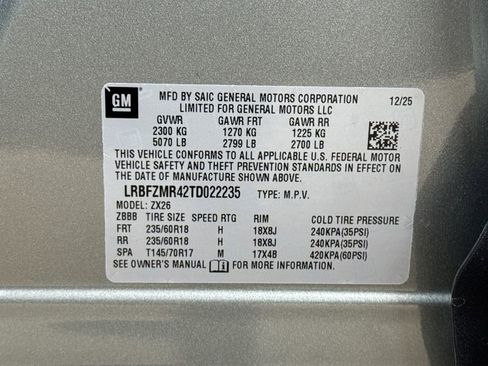 GM
MFD BY SAIC GENERAL MOTORS CORPORATION 12/25
LIMITED FOR GENERAL MOTORS LLC
GVWR GAWR FRT GAWR RR
2300 KG 1270 KG 1225 KG
5070 LB 2799 LB 2700 LB
THIS VEHICLE CONFORMS TO ALL APPLICABLE U.S. FEDERAL MOTOR
VEHICLE SAFETY AND THEFT PREVENTION STANDARDS IN EFFECT ON
THE DATE OF MANUFACTURE SHOWN ABOVE.
LRBFZMR42TD022235 TYPE: M.P.V.
MODEL: ZX26
ZBBB TIRE SIZE SPEED RTG RIM COLD TIRE PRESSURE
FRT 235/60R18 H 18X8J 240KPA(35PSI)
RR 235/60R18 H 18X8J 240KPA(35PSI)
SPA T145/70R17 M 17X4B 420KPA(60PSI)
SEE OWNER'S MANUAL FOR MORE INFORMATION